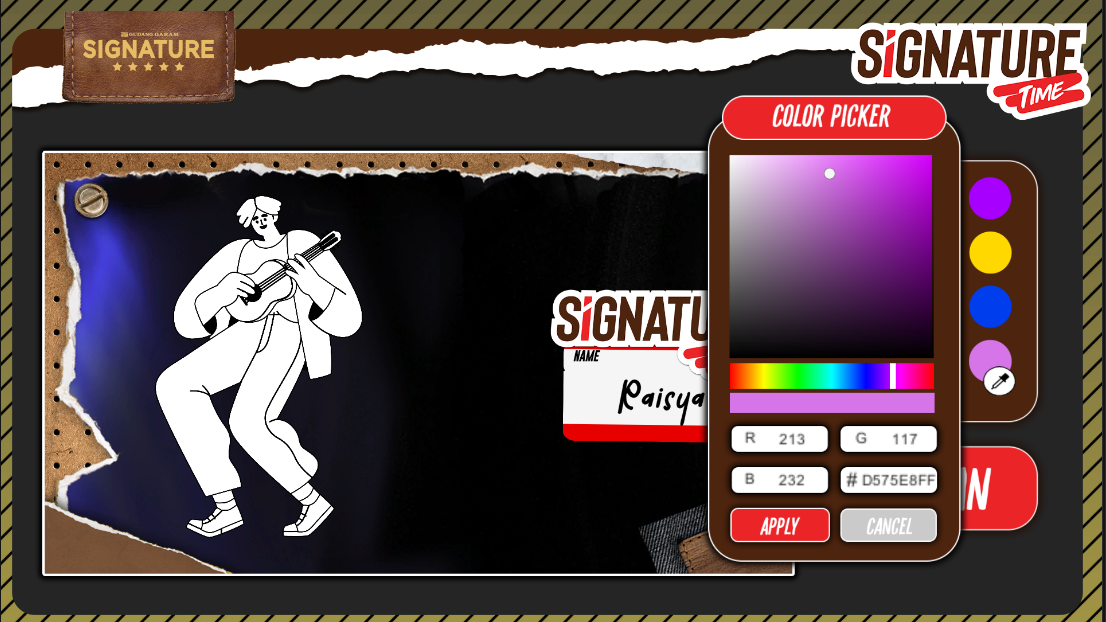 GUDANG GARAM
SIGNATURE
SiGNATURE
TIME
COLOR PICKER
SiGNATU
NAME
Raisya
R 213
G 117
B 232
# D575E8FF
APPLY
CANCEL
N